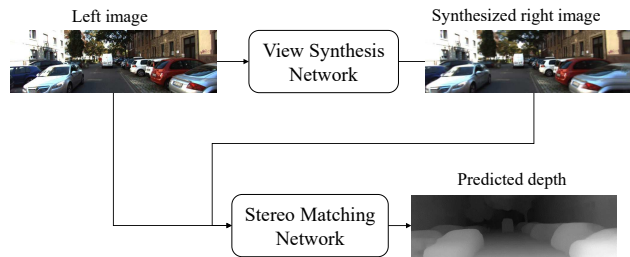 Left image
Synthesized right image
View Synthesis
Network
Predicted depth
Stereo Matching
Network